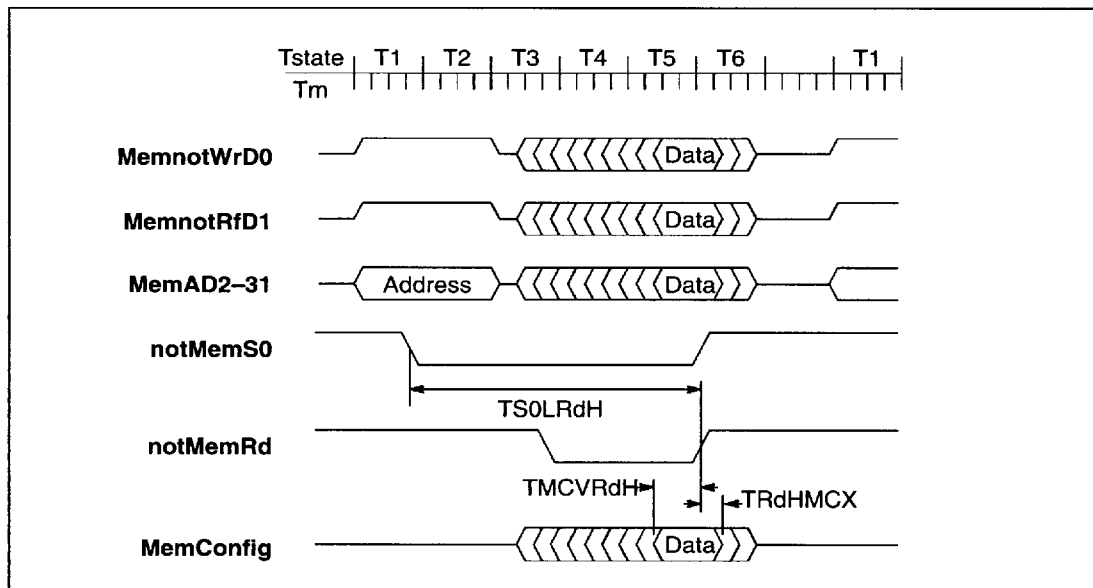 Tstate T1 T2 T3 T4 T5 T6 T1
Tm
MemnotWrD0 Data
MemnotRfD1 Data
MemAD2–31 Address Data
notMemS0
TS0LRdH
notMemRd
TMCVRdH TRdHMCX
MemConfig Data